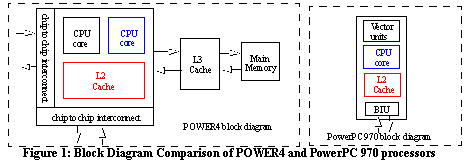 chip to chip interconnect
CPU
core
CPU
core
L2
Cache
chip to chip interconnect
L3
Cache
Main
Memory
POWER4 block diagram
Vector
units
CPU
core
L2
Cache
BIU
PowerPC 970 block diagram
Figure 1: Block Diagram Comparison of POWER4 and PowerPC 970 processors